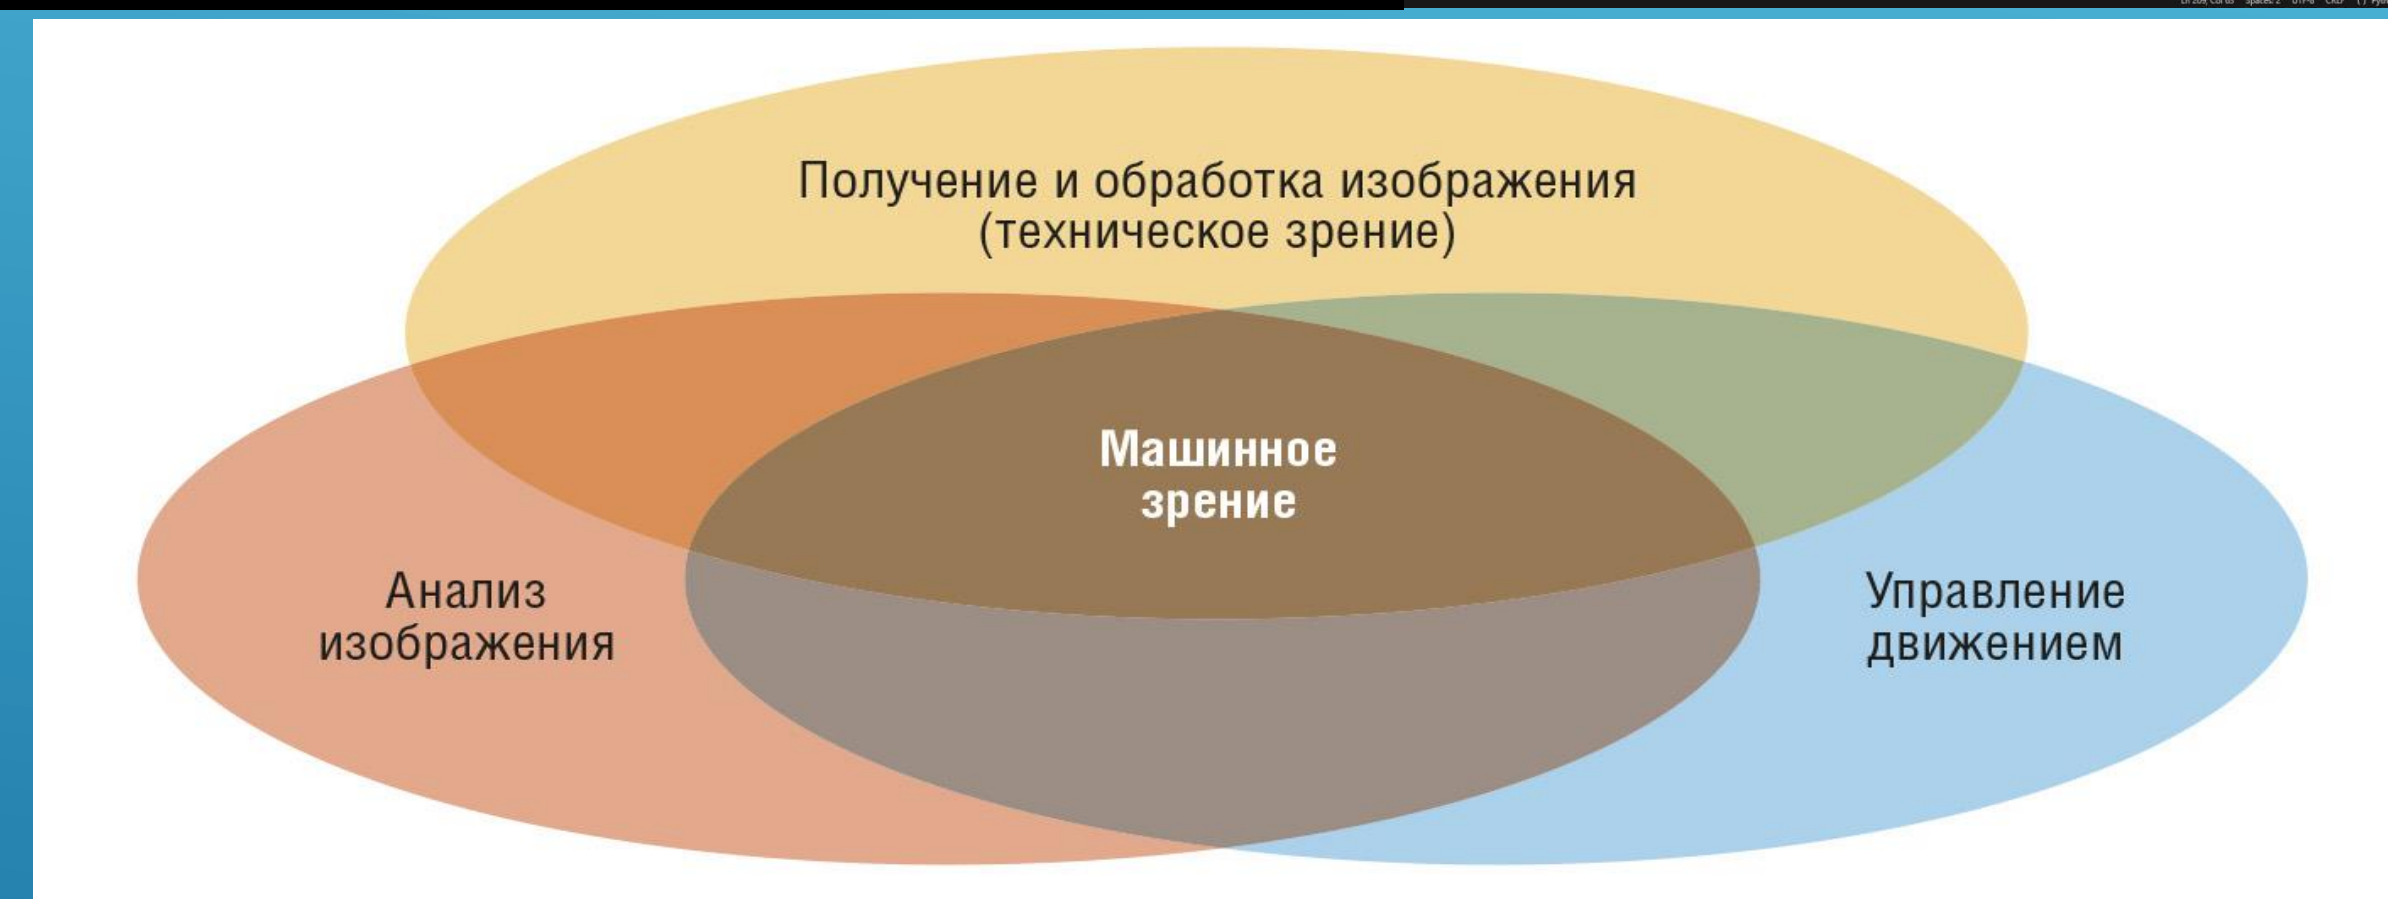 Получение и обработка изображения
(техническое зрение)
Машинное
зрение
Анализ
изображения
Управление
движением